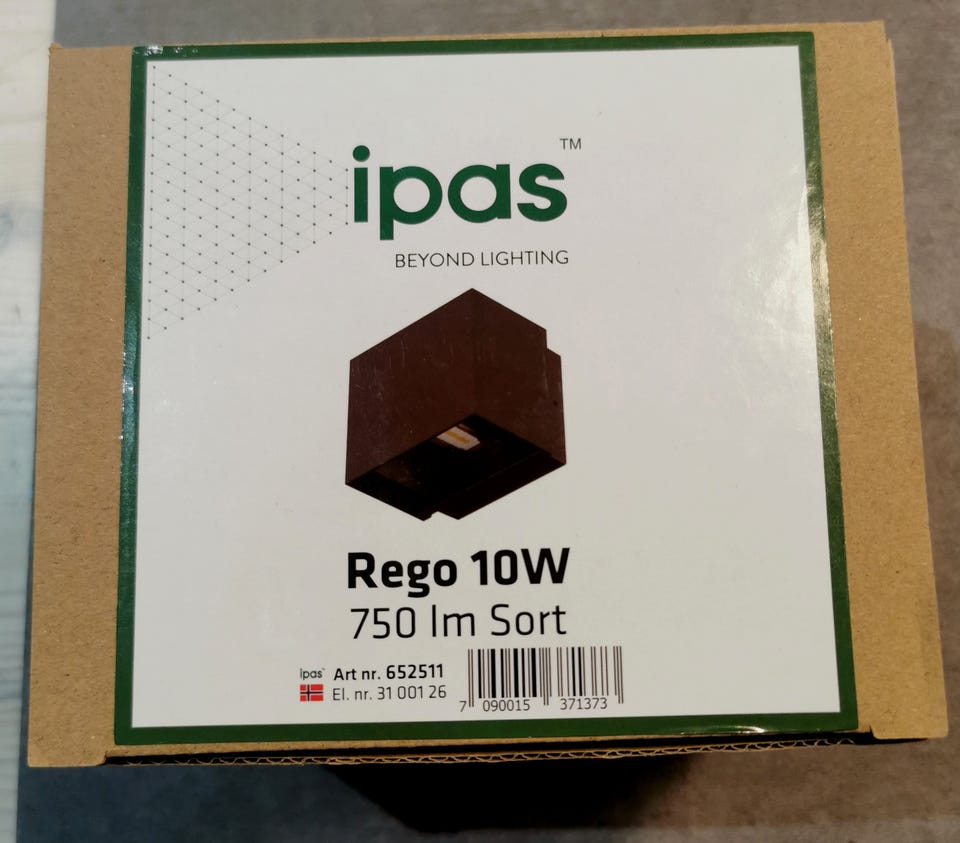 ipas™
BEYOND LIGHTING
Rego 10W
750 lm Sort
ipas™ Art nr. 652511
El. nr. 31 001 26
7 090015 371373